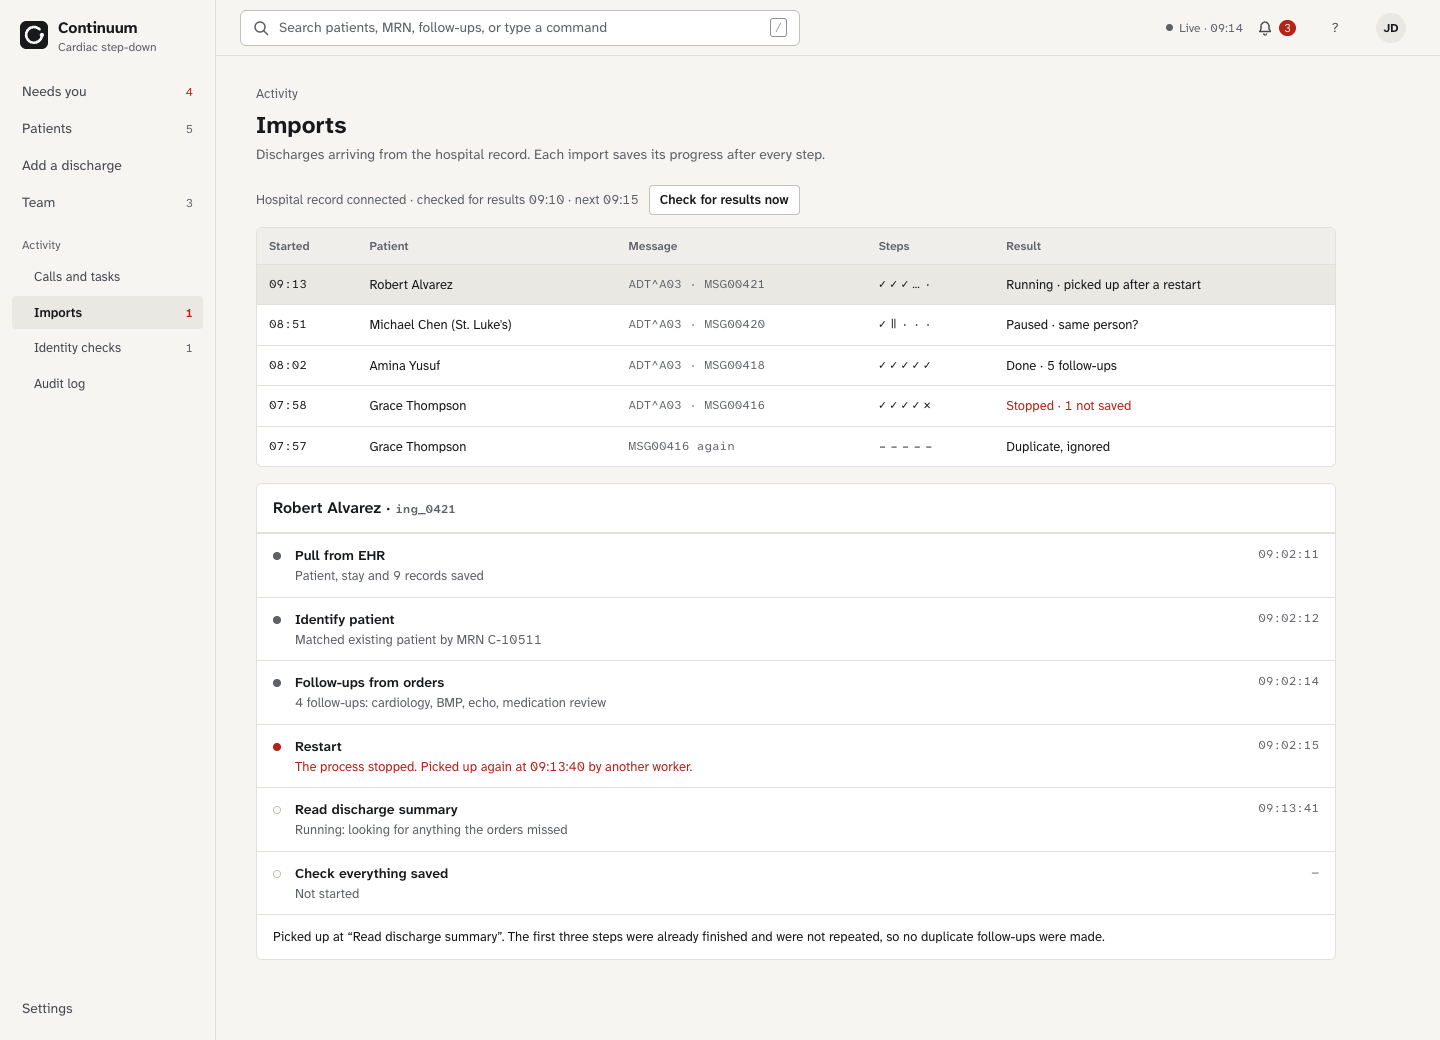 Continuum
Cardiac step-down
Search patients, MRN, follow-ups, or type a command /
Live · 09:14
3
?
JD
Needs you 4
Patients 5
Add a discharge
Team 3
Activity
Calls and tasks
Imports 1
Identity checks 1
Audit log
Settings
Activity
Imports
Discharges arriving from the hospital record. Each import saves its progress after every step.
Hospital record connected · checked for results 09:10 · next 09:15 Check for results now
Started Patient Message Steps Result
09:13 Robert Alvarez ADT^A03 · MSG00421 ✓ ✓ ✓ … · Running · picked up after a restart
08:51 Michael Chen (St. Luke's) ADT^A03 · MSG00420 ✓ ‖ · · · Paused · same person?
08:02 Amina Yusuf ADT^A03 · MSG00418 ✓ ✓ ✓ ✓ ✓ Done · 5 follow-ups
07:58 Grace Thompson ADT^A03 · MSG00416 ✓ ✓ ✓ ✓ × Stopped · 1 not saved
07:57 Grace Thompson MSG00416 again – – – – – Duplicate, ignored
Robert Alvarez · ing_0421
Pull from EHR 09:02:11
Patient, stay and 9 records saved
Identify patient 09:02:12
Matched existing patient by MRN C-10511
Follow-ups from orders 09:02:14
4 follow-ups: cardiology, BMP, echo, medication review
Restart 09:02:15
The process stopped. Picked up again at 09:13:40 by another worker.
Read discharge summary 09:13:41
Running: looking for anything the orders missed
Check everything saved –
Not started
Picked up at “Read discharge summary”. The first three steps were already finished and were not repeated, so no duplicate follow-ups were made.